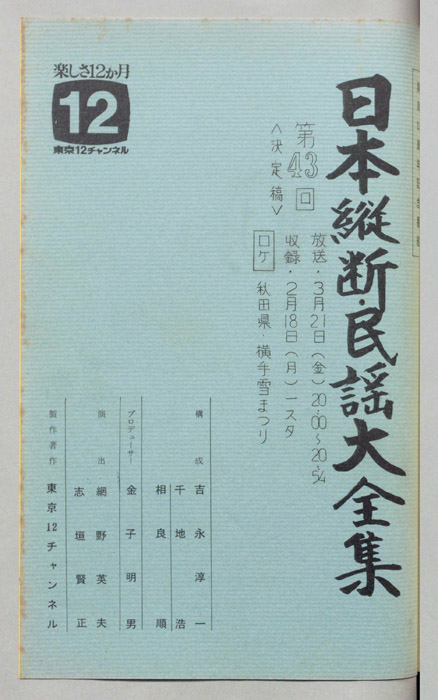 日本縦断・民謡大全集
第43回
<決定稿>
放送・3月21日(金)20:00〜20:54
収録・2月18日(月)一スタ
ロケ 秋田県・横手雪まつり
楽しさ12か月
12
東京12チャンネル
構成 吉永淳一
千地浩
相良順
プロデューサー 金子明男
演出 網野英夫
志垣賢正
製作著作 東京12チャンネル